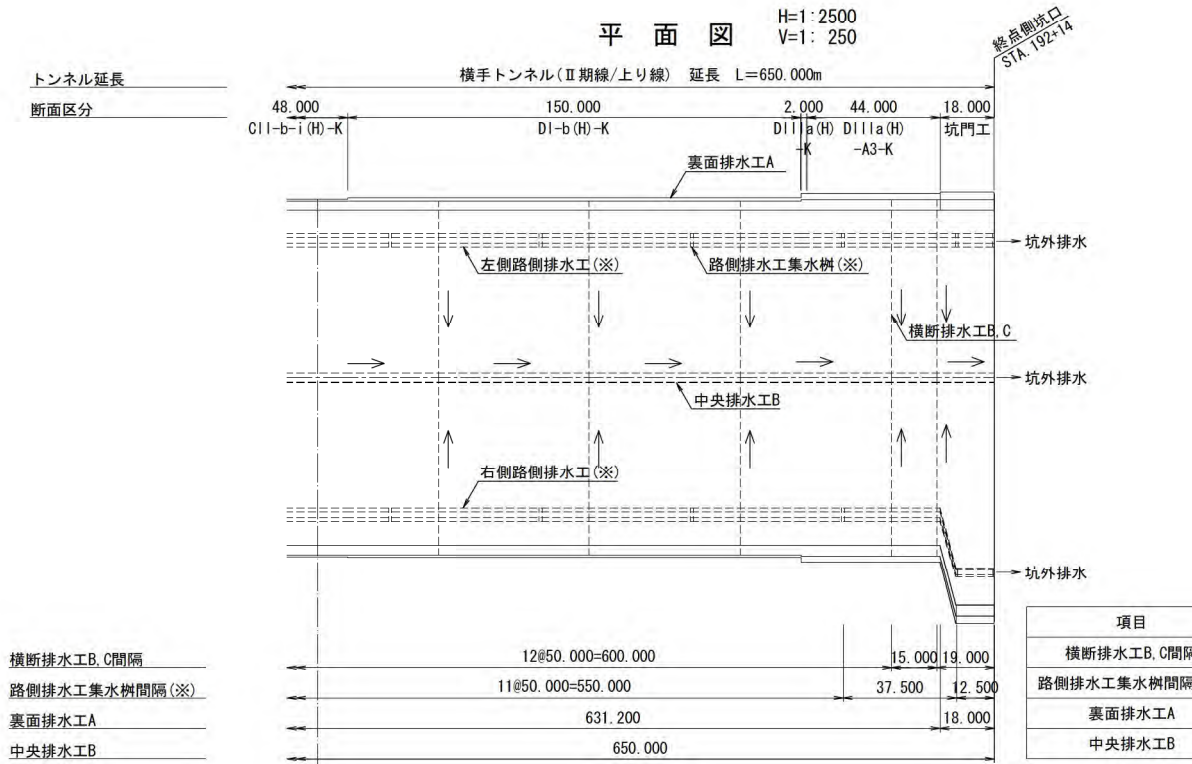 平面図
H=1:2500
V=1: 250
終点側坑口
STA.192+14
トンネル延長
横手トンネル(Ⅱ期線/上り線) 延長 L=650.000m
断面区分
48.000
150.000
2.000
44.000
18.000
CII-b-i(H)-K
DI-b(H)-K
DIIIa(H)
-K
DIIIa(H)
-A3-K
坑門工
裏面排水工A
坑外排水
左側路側排水工(※)
路側排水工集水桝(※)
横断排水工B,C
坑外排水
中央排水工B
右側路側排水工(※)
坑外排水
横断排水工B,C間隔
12@50.000=600.000
15.000
19.000
路側排水工集水桝間隔(※)
11@50.000=550.000
37.500
12.500
裏面排水工A
631.200
18.000
中央排水工B
650.000
項目
横断排水工B,C間隔
路側排水工集水桝間隔
裏面排水工A
中央排水工B